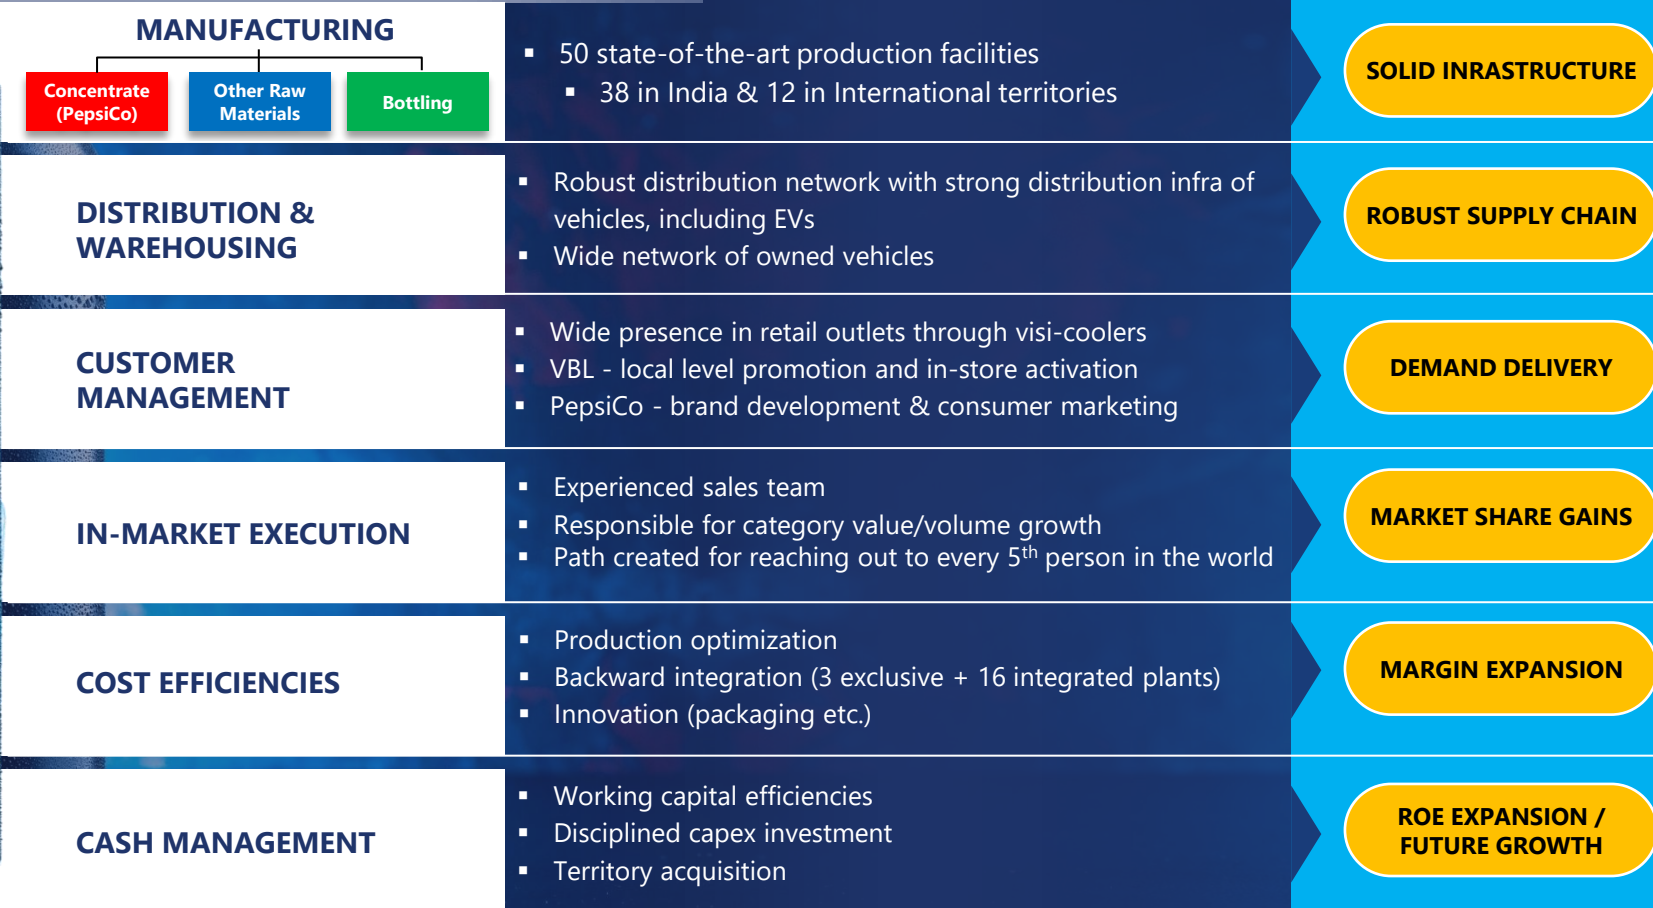 MANUFACTURING
Concentrate
(PepsiCo)
Other Raw
Materials
Bottling
▪ 50 state-of-the-art production facilities
▪ 38 in India & 12 in International territories
SOLID INRASTRUCTURE
DISTRIBUTION &
WAREHOUSING
▪ Robust distribution network with strong distribution infra of
vehicles, including EVs
▪ Wide network of owned vehicles
ROBUST SUPPLY CHAIN
CUSTOMER
MANAGEMENT
▪ Wide presence in retail outlets through visi-coolers
▪ VBL - local level promotion and in-store activation
▪ PepsiCo - brand development & consumer marketing
DEMAND DELIVERY
IN-MARKET EXECUTION
▪ Experienced sales team
▪ Responsible for category value/volume growth
▪ Path created for reaching out to every 5th person in the world
MARKET SHARE GAINS
COST EFFICIENCIES
▪ Production optimization
▪ Backward integration (3 exclusive + 16 integrated plants)
▪ Innovation (packaging etc.)
MARGIN EXPANSION
CASH MANAGEMENT
▪ Working capital efficiencies
▪ Disciplined capex investment
▪ Territory acquisition
ROE EXPANSION /
FUTURE GROWTH